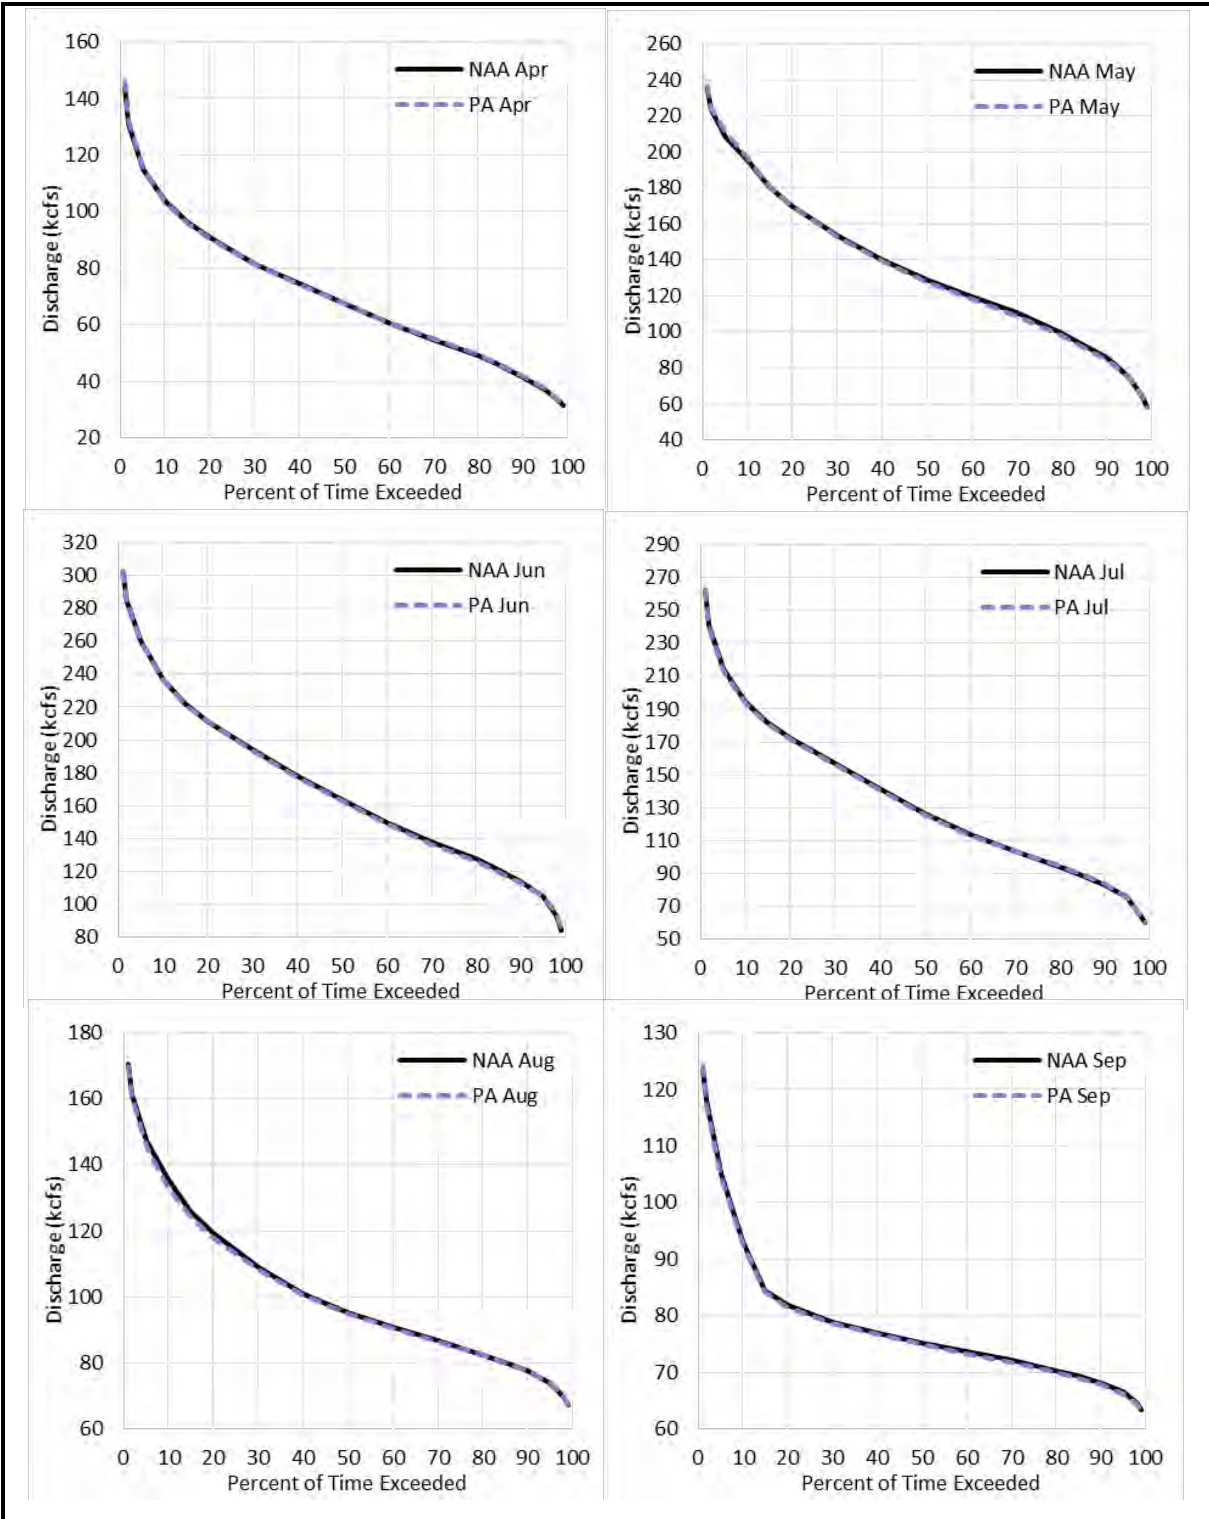 160
140
120
100
80
60
40
20
Discharge (kcfs)
NAA Apr
PA Apr
0 10 20 30 40 50 60 70 80 90 100
Percent of Time Exceeded
260
240
220
200
180
160
140
120
100
80
60
40
Discharge (kcfs)
NAA May
PA May
0 10 20 30 40 50 60 70 80 90 100
Percent of Time Exceeded
320
300
280
260
240
220
200
180
160
140
120
100
80
Discharge (kcfs)
NAA Jun
PA Jun
0 10 20 30 40 50 60 70 80 90 100
Percent of Time Exceeded
290
270
250
230
210
190
170
150
130
110
90
70
50
Discharge (kcfs)
NAA Jul
PA Jul
0 10 20 30 40 50 60 70 80 90 100
Percent of Time Exceeded
180
160
140
120
100
80
60
Discharge (kcfs)
NAA Aug
PA Aug
0 10 20 30 40 50 60 70 80 90 100
Percent of Time Exceeded
130
120
110
100
90
80
70
60
Discharge (kcfs)
NAA Sep
PA Sep
0 10 20 30 40 50 60 70 80 90 100
Percent of Time Exceeded